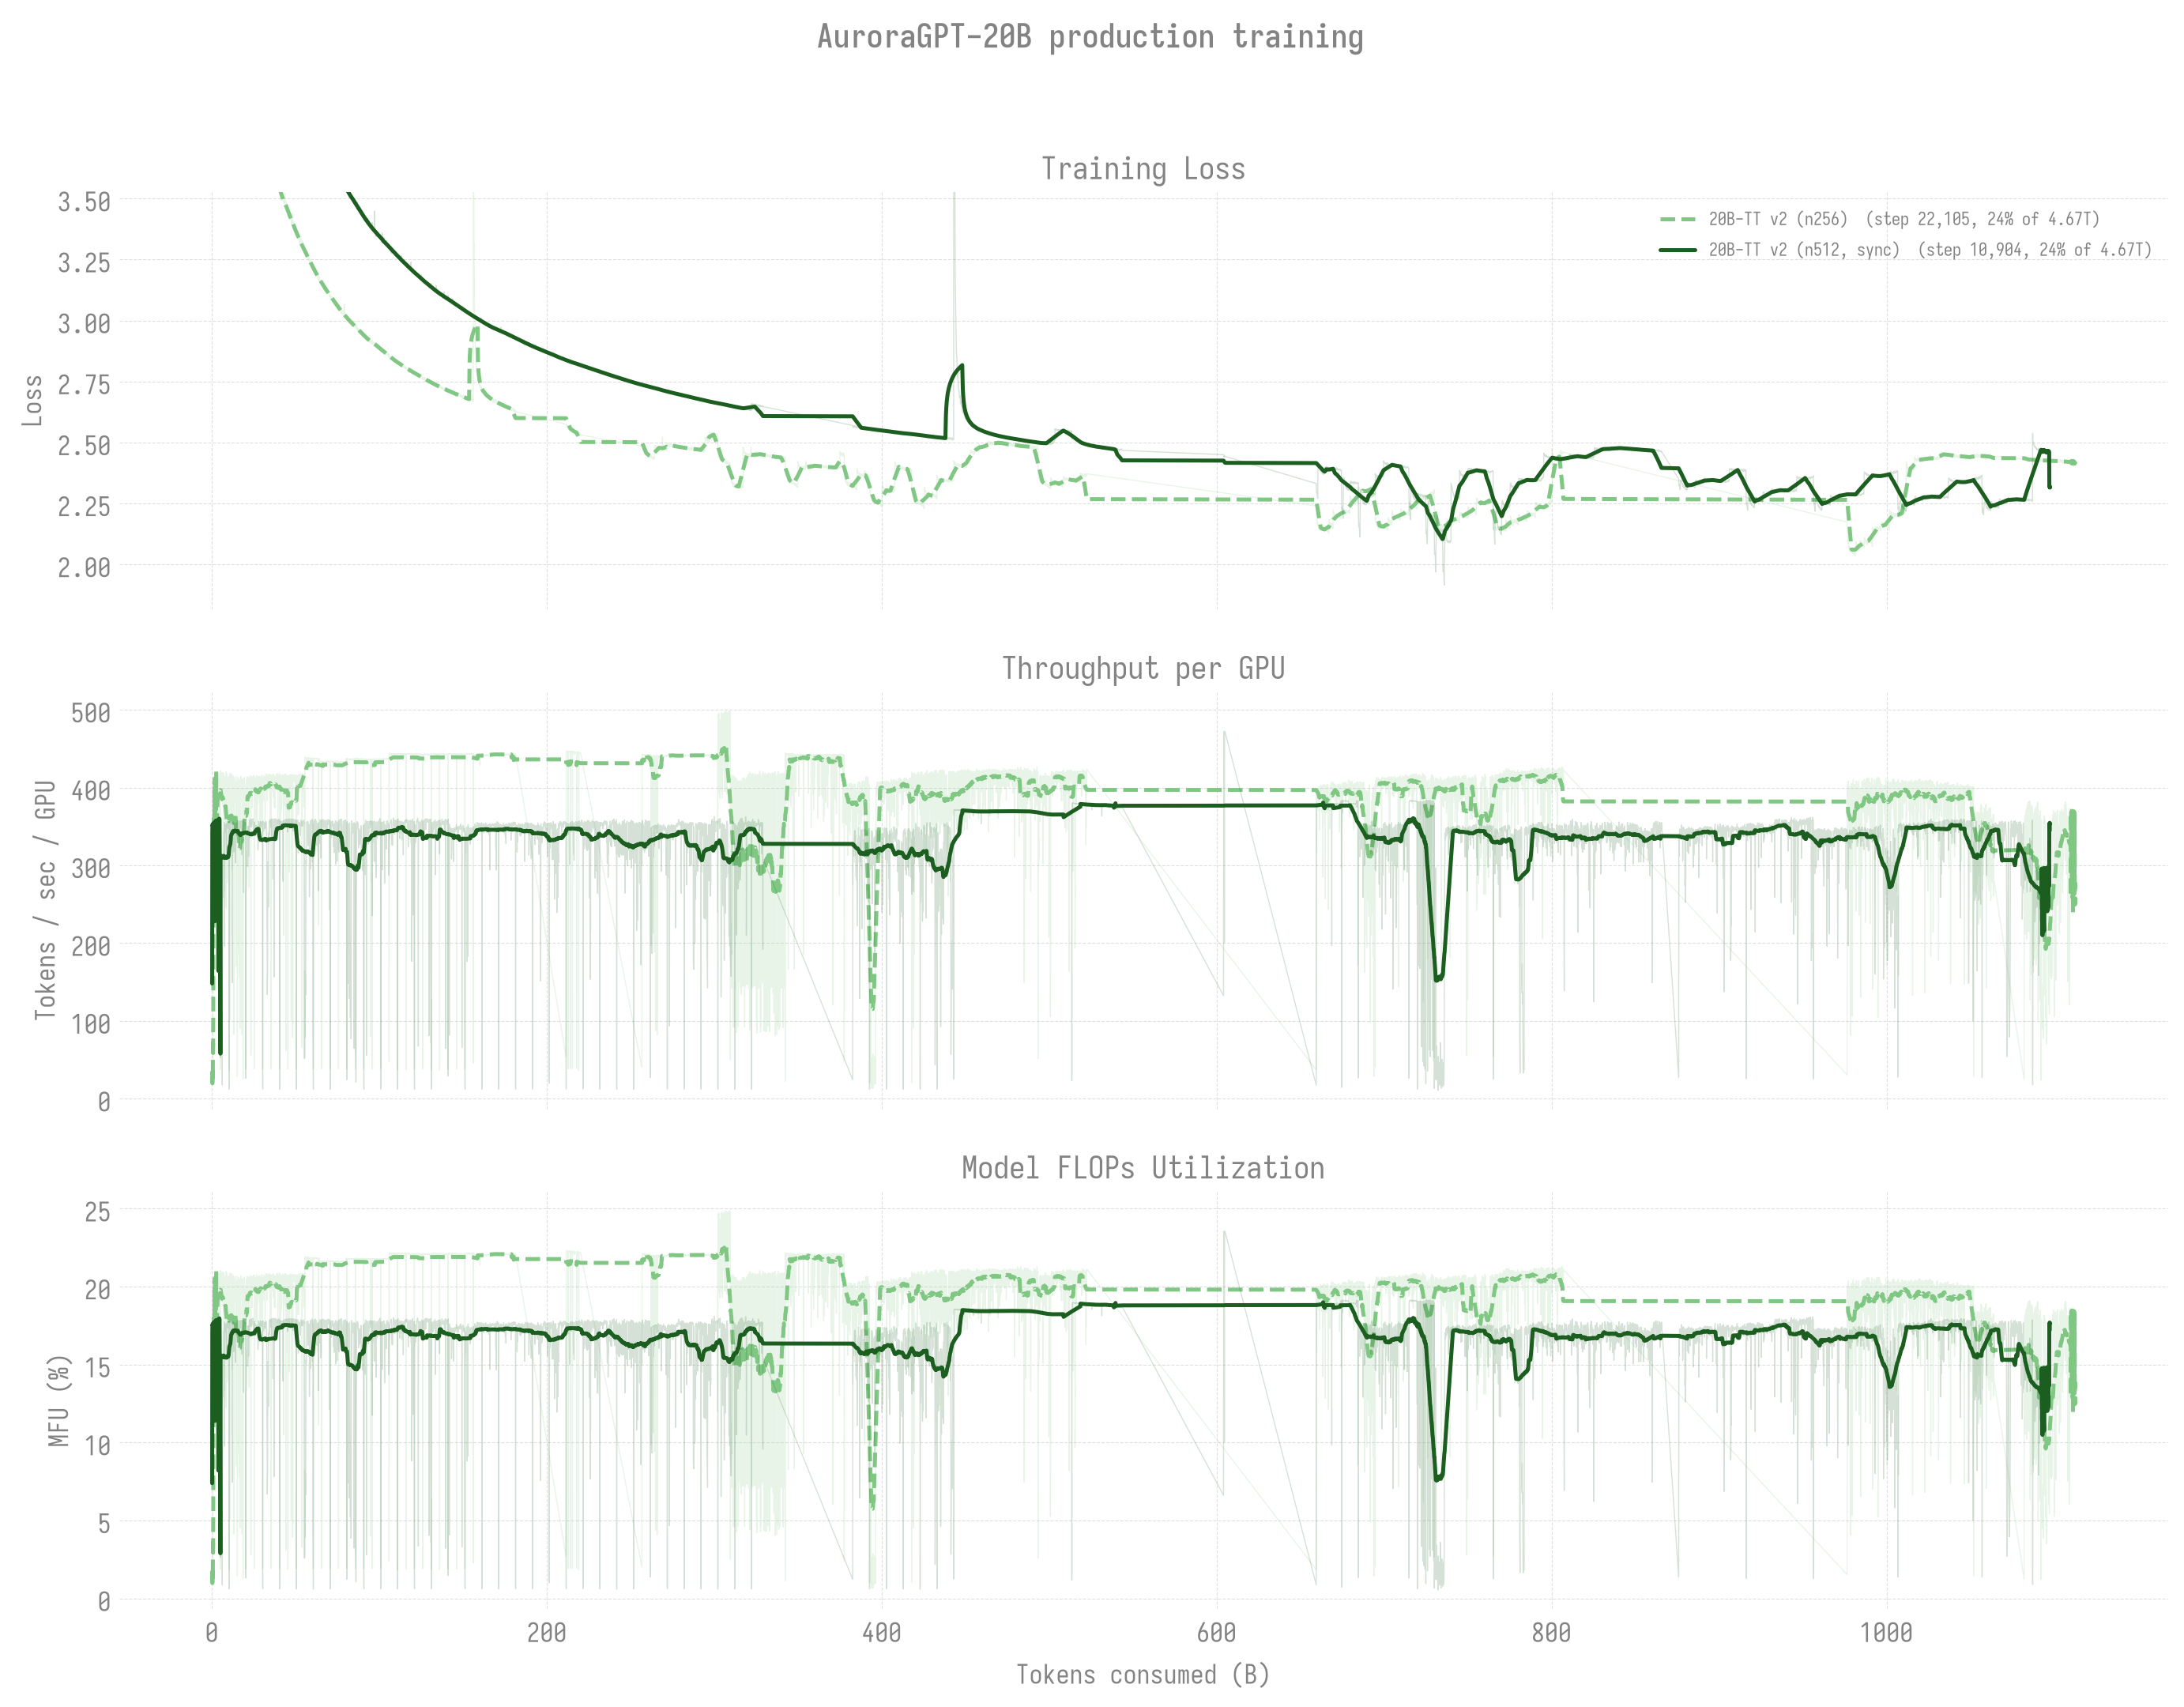 AuroraGPT-20B production training
Training Loss
3.50
3.25
3.00
2.75
2.50
2.25
2.00
Loss
20B-TT v2 (n256) (step 22,105, 24% of 4.67T)
20B-TT v2 (n512, sync) (step 10,904, 24% of 4.67T)
Throughput per GPU
500
400
300
200
100
0
Tokens / sec / GPU
Model FLOPs Utilization
25
20
15
10
5
0
MFU (%)
0 200 400 600 800 1000
Tokens consumed (B)